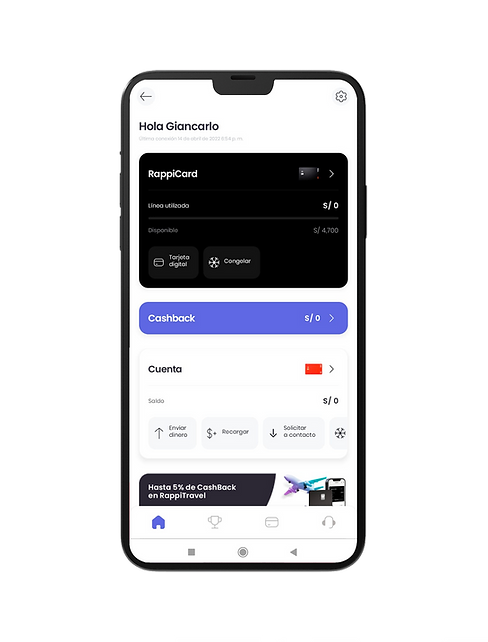 Hola Giancarlo
RappiCard
Línea utilizada S/ 0
Disponible S/ 4,700
Tarjeta
digital
Congelar
Cashback S/ 0
Cuenta
Saldo S/ 0
Enviar
dinero
Recargar
Solicitar
a contacto
Hasta 5% de CashBack
en RappiTravel